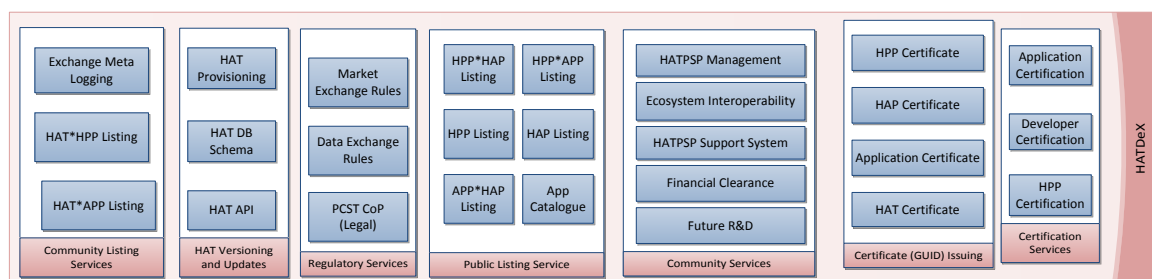 Exchange Meta
Logging
HAT*HPP Listing
HAT*APP Listing
Community Listing
Services
HAT
Provisioning
HAT DB
Schema
HAT API
HAT Versioning
and Updates
Market
Exchange Rules
Data Exchange
Rules
PCST CoP
(Legal)
Regulatory Services
HPP*HAP
Listing
HPP*APP
Listing
HPP Listing
HAP Listing
APP*HAP
Listing
App
Catalogue
Public Listing Service
HATPSP Management
Ecosystem Interoperability
HATPSP Support System
Financial Clearance
Future R&D
Community Services
HPP Certificate
HAP Certificate
Application Certificate
HAT Certificate
Certificate (GUID) Issuing
Application
Certification
Developer
Certification
HPP
Certification
Certification
Services
HATDeX